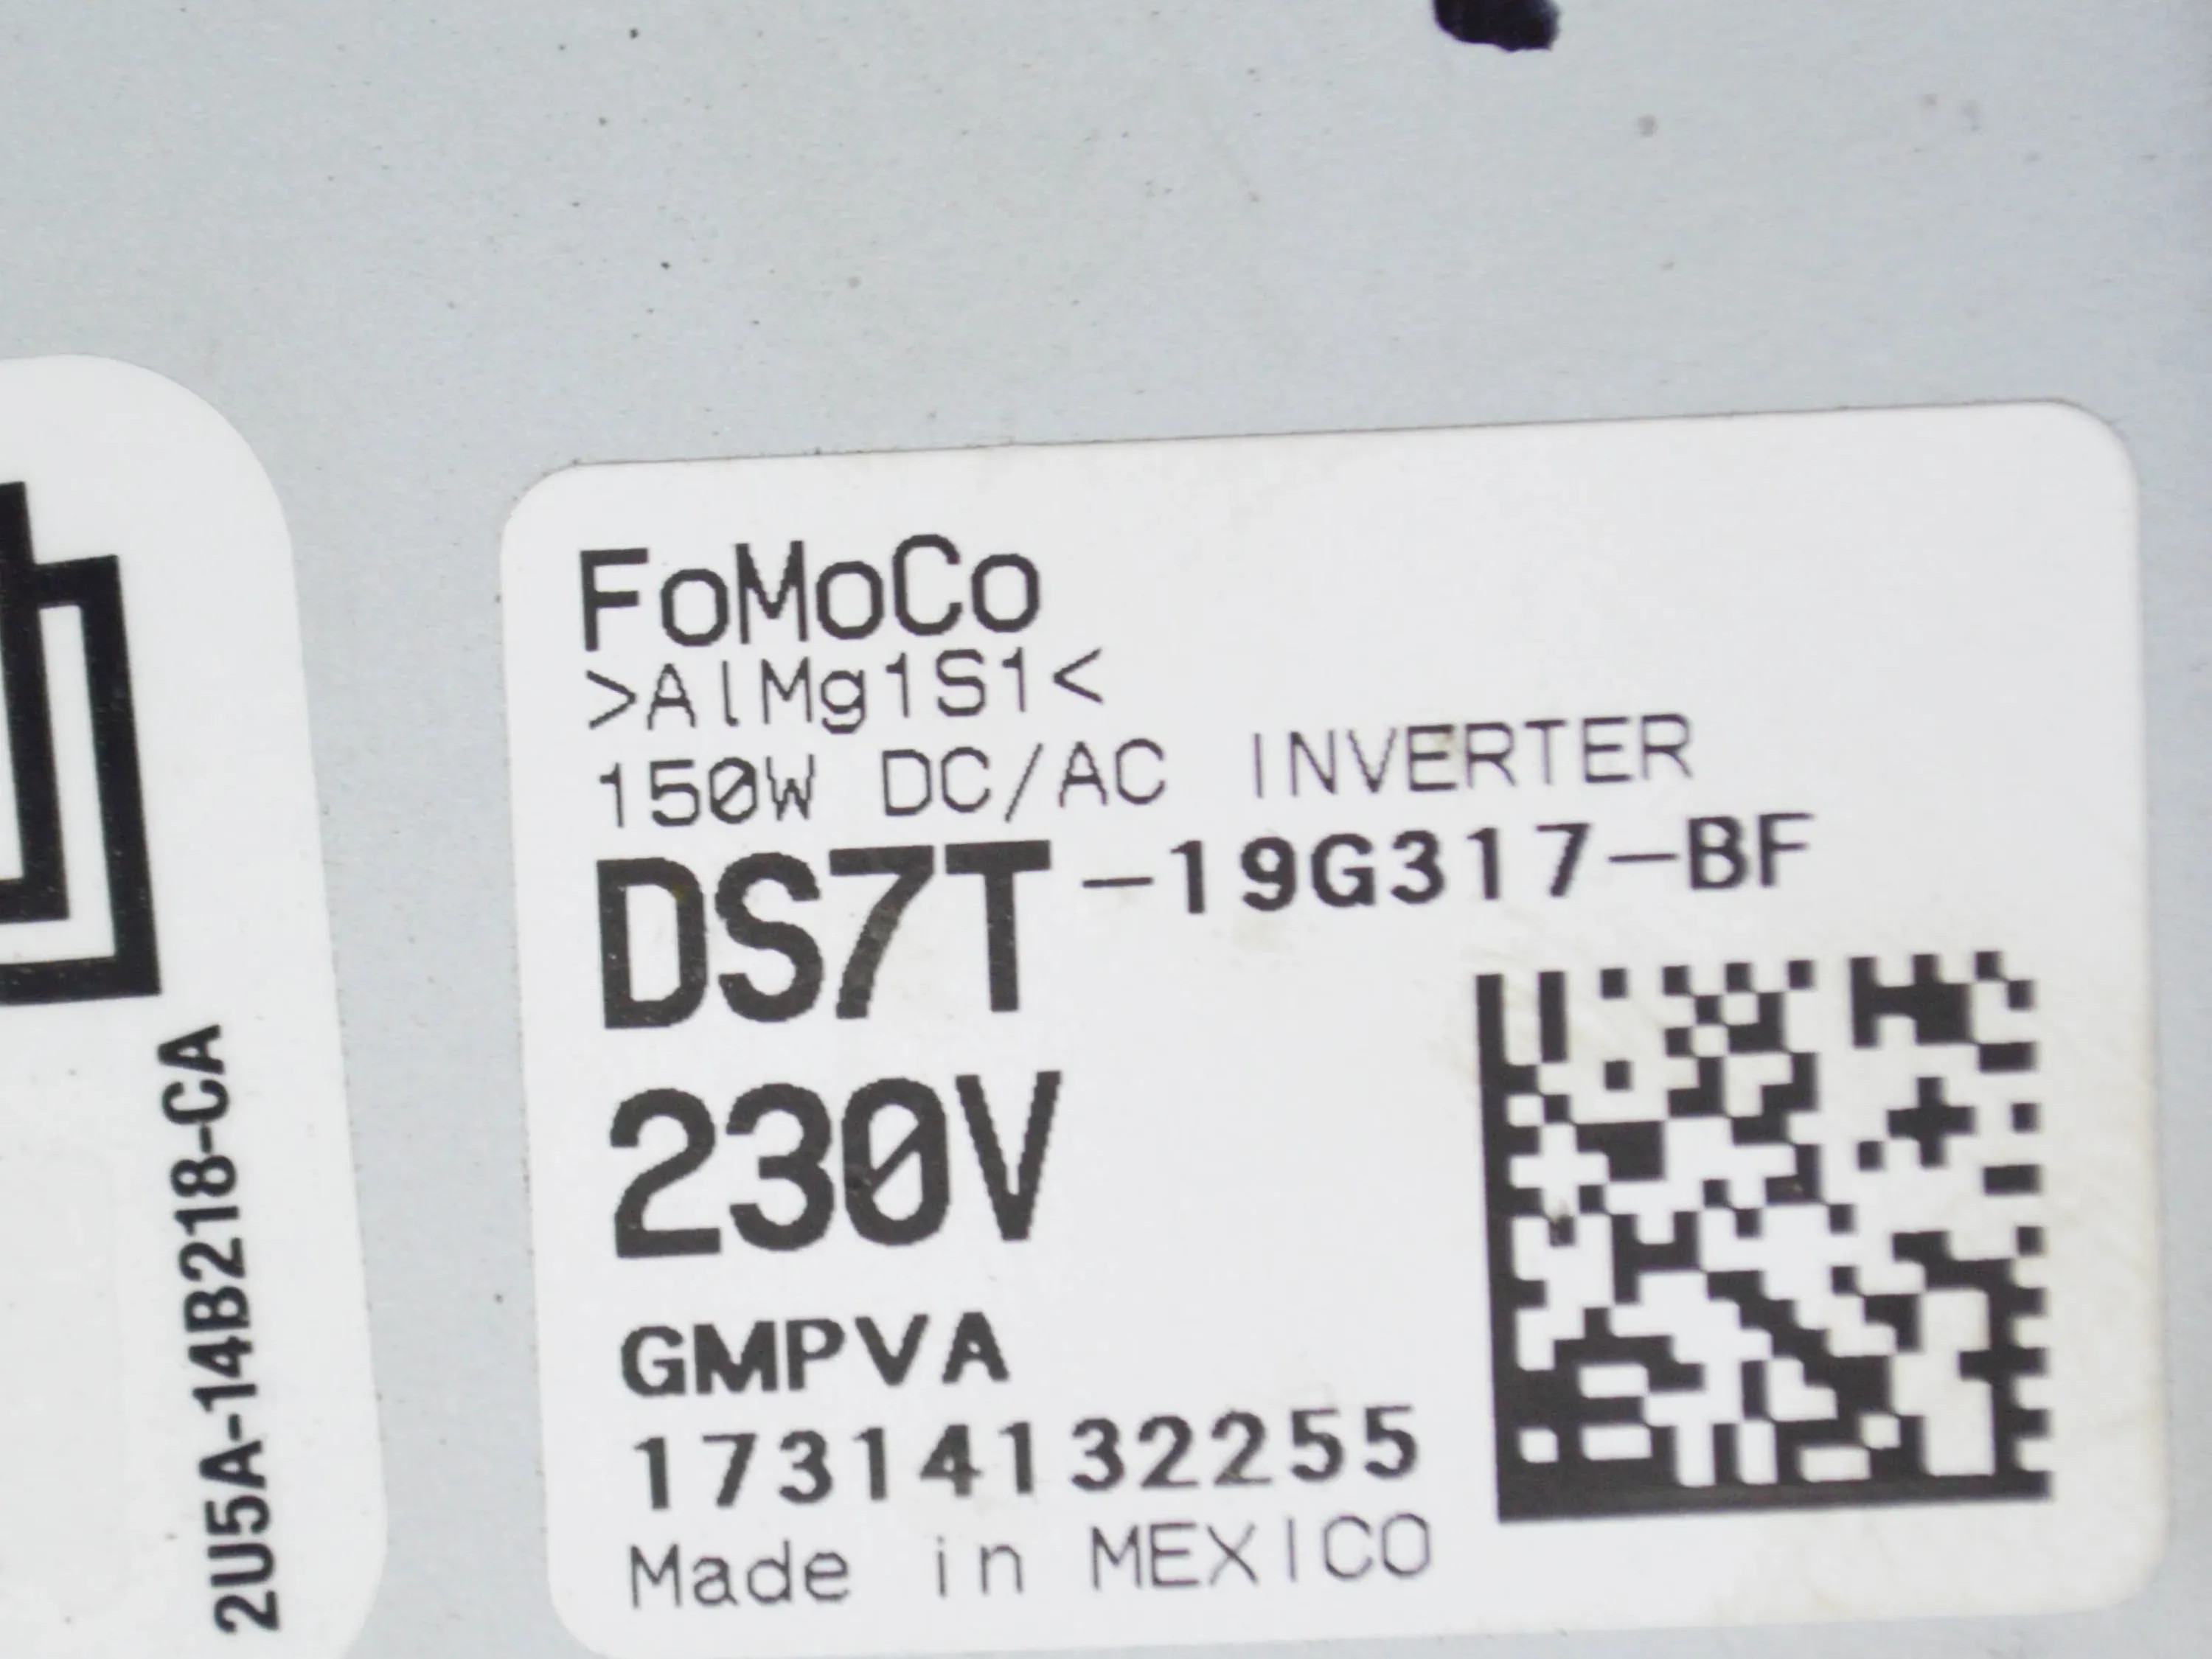 FoMoCo
>AlMg1S1<
150W DC/AC INVERTER
DS7T-19G317-BF
230V
GMPVA
17314132255
Made in MEXICO
2U5A-14B218-CA